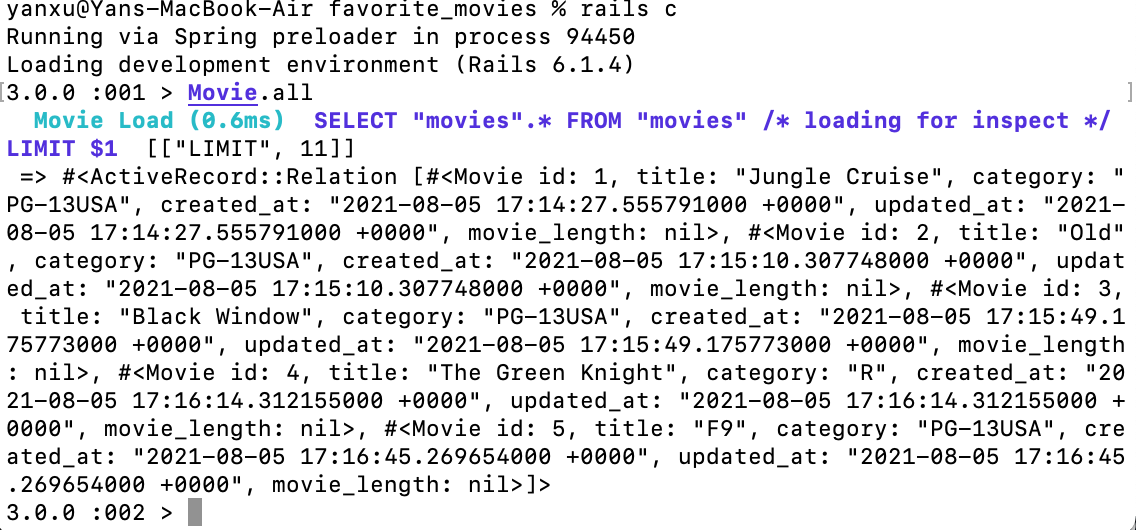 yanxu@Yans-MacBook-Air favorite_movies % rails c
Running via Spring preloader in process 94450
Loading development environment (Rails 6.1.4)
[3.0.0 :001 > Movie.all ]
  Movie Load (0.6ms)  SELECT "movies".* FROM "movies" /* loading for inspect */
LIMIT $1  [["LIMIT", 11]]
 => #<ActiveRecord::Relation [#<Movie id: 1, title: "Jungle Cruise", category: "
PG-13USA", created_at: "2021-08-05 17:14:27.555791000 +0000", updated_at: "2021-
08-05 17:14:27.555791000 +0000", movie_length: nil>, #<Movie id: 2, title: "Old"
, category: "PG-13USA", created_at: "2021-08-05 17:15:10.307748000 +0000", updat
ed_at: "2021-08-05 17:15:10.307748000 +0000", movie_length: nil>, #<Movie id: 3,
 title: "Black Window", category: "PG-13USA", created_at: "2021-08-05 17:15:49.1
75773000 +0000", updated_at: "2021-08-05 17:15:49.175773000 +0000", movie_length
: nil>, #<Movie id: 4, title: "The Green Knight", category: "R", created_at: "20
21-08-05 17:16:14.312155000 +0000", updated_at: "2021-08-05 17:16:14.312155000 +
0000", movie_length: nil>, #<Movie id: 5, title: "F9", category: "PG-13USA", cre
ated_at: "2021-08-05 17:16:45.269654000 +0000", updated_at: "2021-08-05 17:16:45
.269654000 +0000", movie_length: nil>]>
3.0.0 :002 >